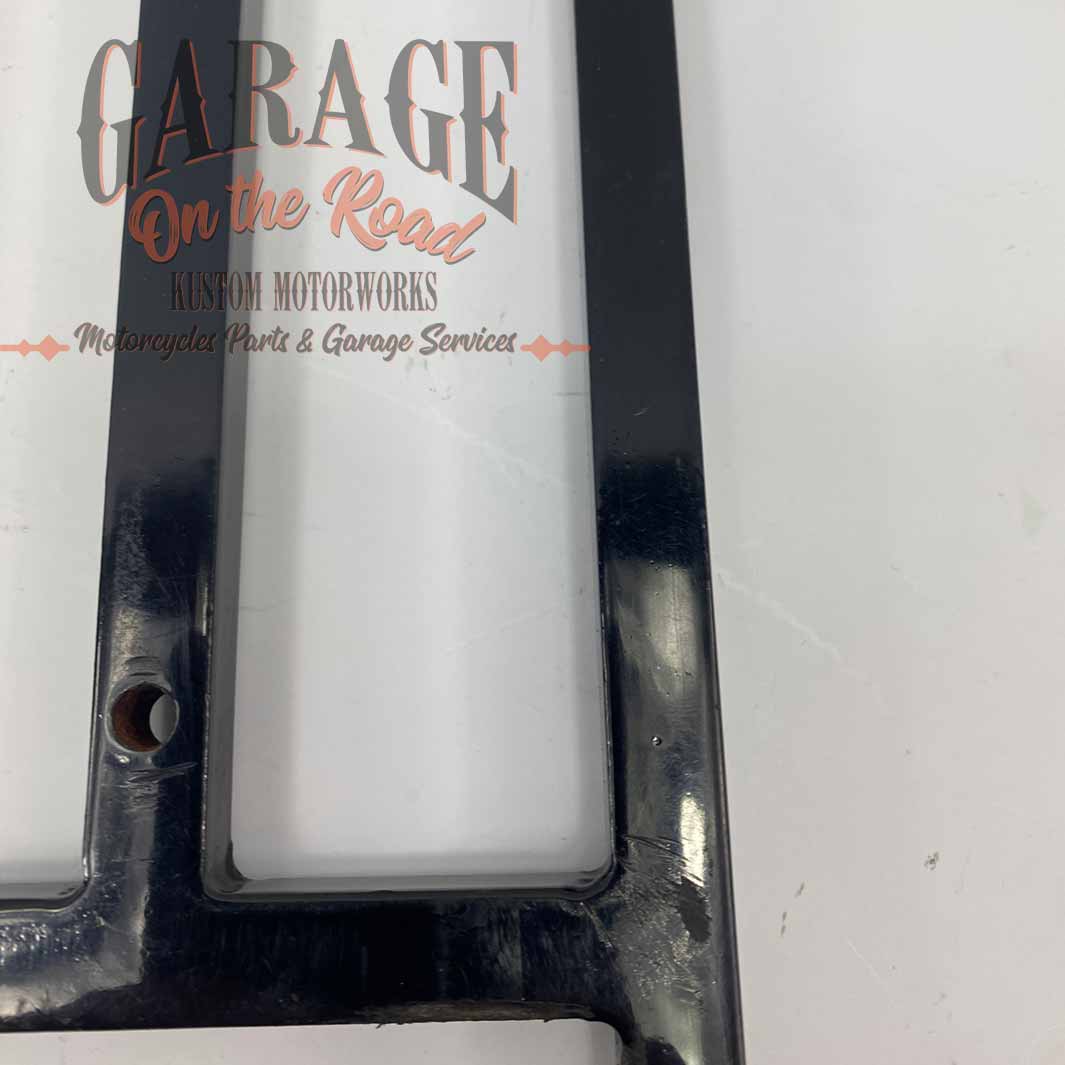 GARAGE
On the Road
KUSTOM MOTORWORKS
Motorcycles Parts & Garage Services